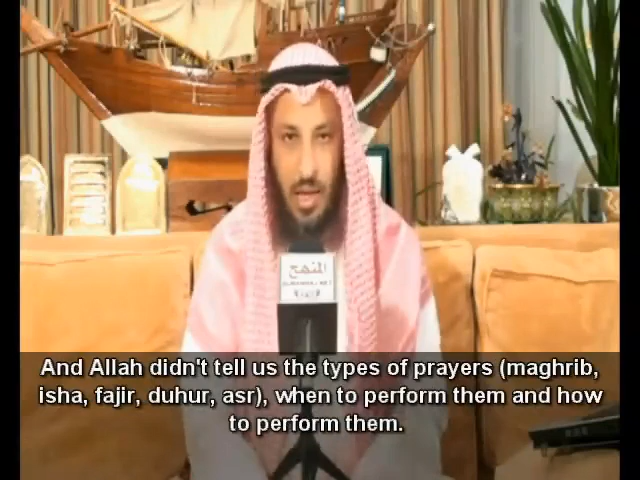 المنهج
And Allah didn't tell us the types of prayers (maghrib,
isha, fajir, duhur, asr), when to perform them and how
to perform them.